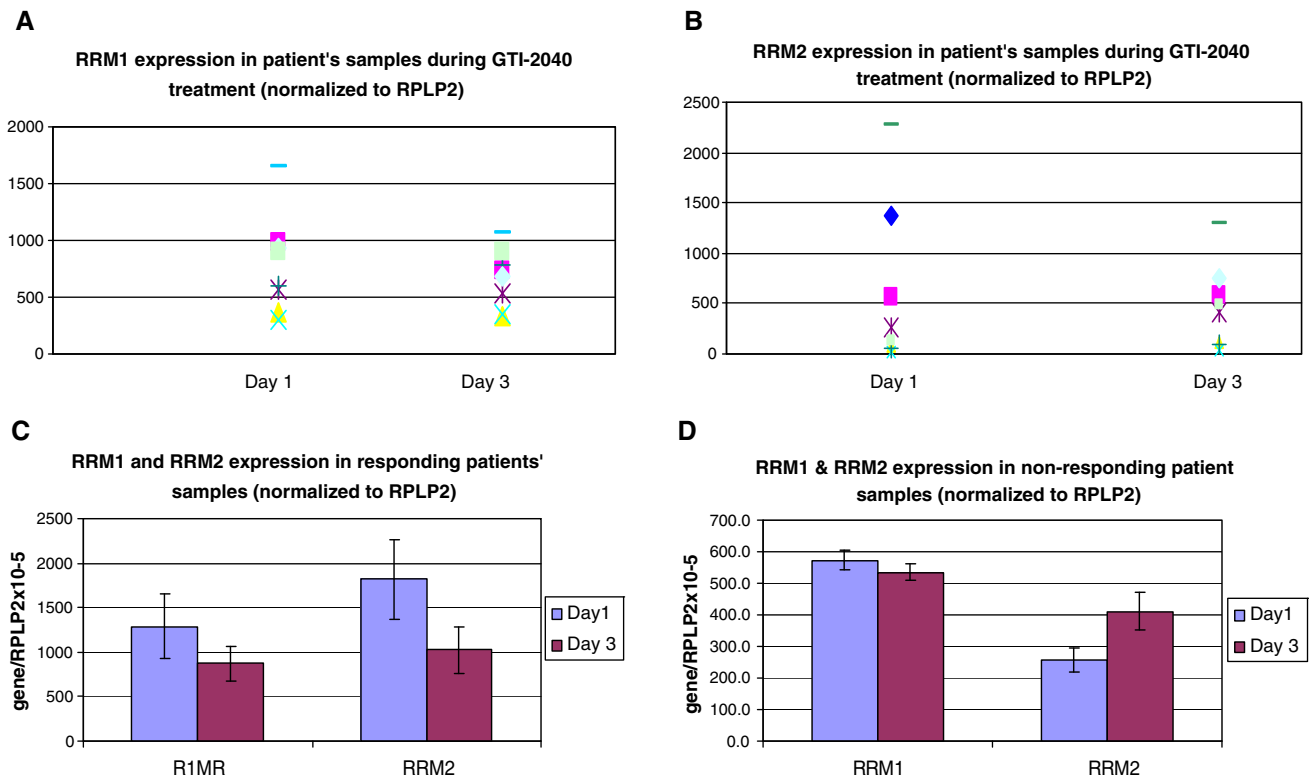 A
RRM1 expression in patient's samples during GTI-2040
treatment (normalized to RPLP2)
2000
1500
1000
500
0
Day 1
Day 3
B
RRM2 expression in patient's samples during GTI-2040
treatment (normalized to RPLP2)
2500
2000
1500
1000
500
0
Day 1
Day 3
C
RRM1 and RRM2 expression in responding patients'
samples (normalized to RPLP2)
gene/RPLP2x10-5
2500
2000
1500
1000
500
0
R1MR
RRM2
Day1
Day 3
D
RRM1 & RRM2 expression in non-responding patient
samples (normalized to RPLP2)
gene/RPLP2x10-5
700.0
600.0
500.0
400.0
300.0
200.0
100.0
0.0
RRM1
RRM2
Day1
Day 3